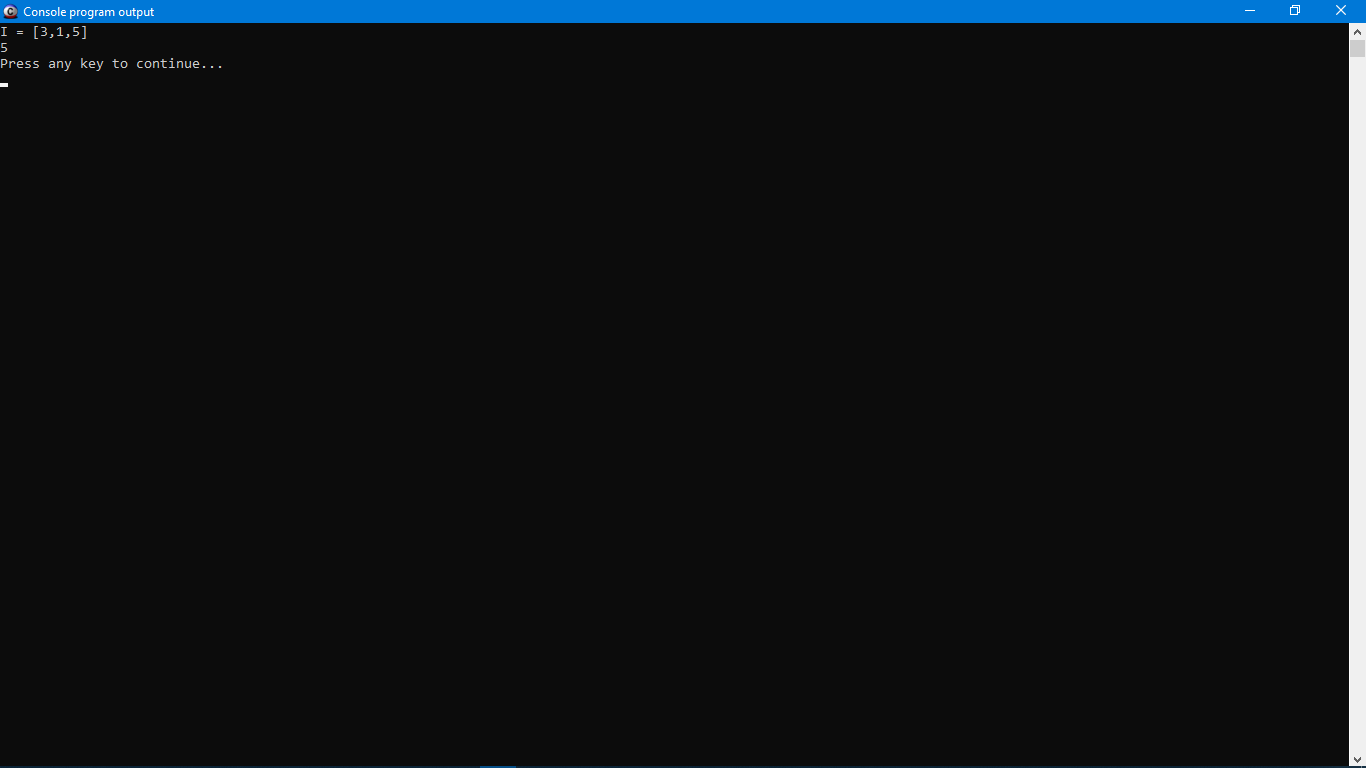 Console program output
I = [3,1,5]
5
Press any key to continue...